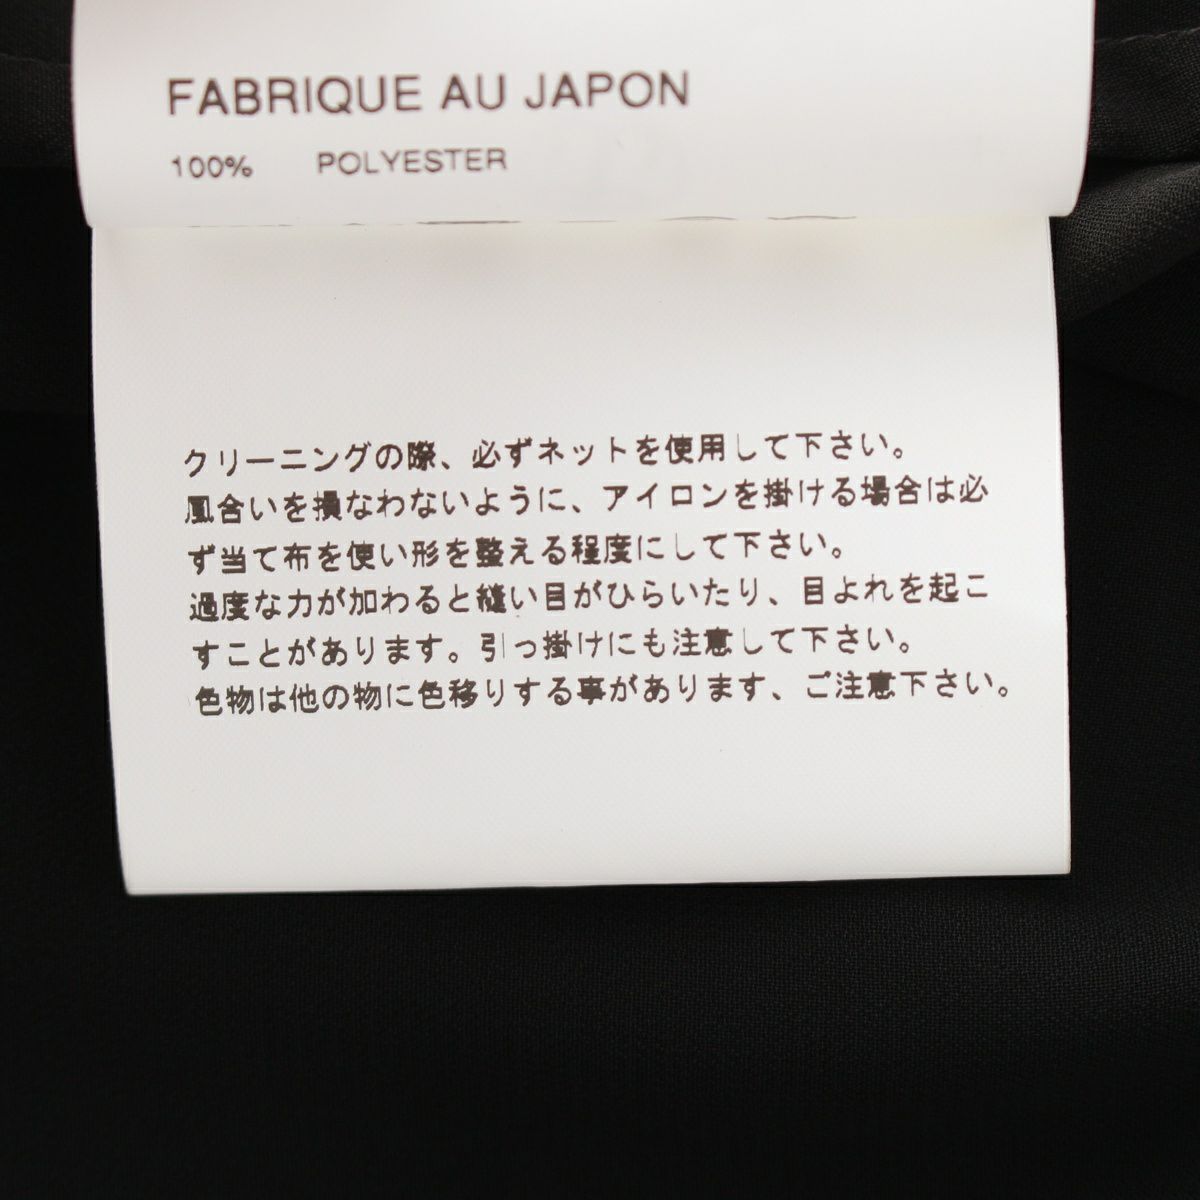 FABRIQUE AU JAPON
100% POLYESTER
クリーニングの際、必ずネットを使用して下さい。
風合いを損なわないように、アイロンを掛ける場合は必
ず当て布を使い形を整える程度にして下さい。
過度な力が加わると縫い目がひらいたり、目よれを起こ
すことがあります。引っ掛けにも注意して下さい。
色物は他の物に色移りする事があります、ご注意下さい。